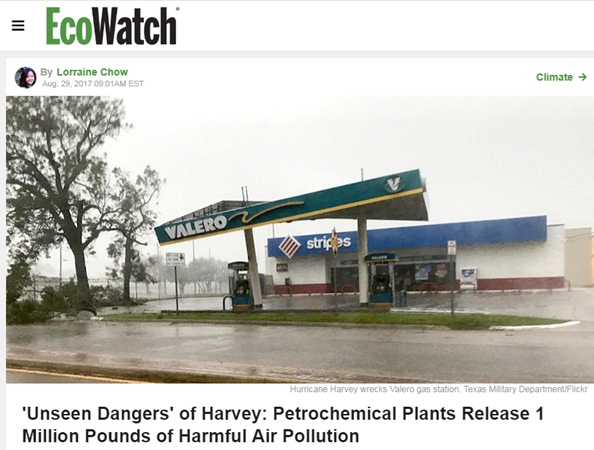 EcoWatch
By Lorraine Chow
Aug. 29, 2017 09:01AM EST
Climate →
VALERO
stripes
VALERO
Hurricane Harvey wrecks Valero gas station. Texas Military Department/Flickr
'Unseen Dangers' of Harvey: Petrochemical Plants Release 1
Million Pounds of Harmful Air Pollution